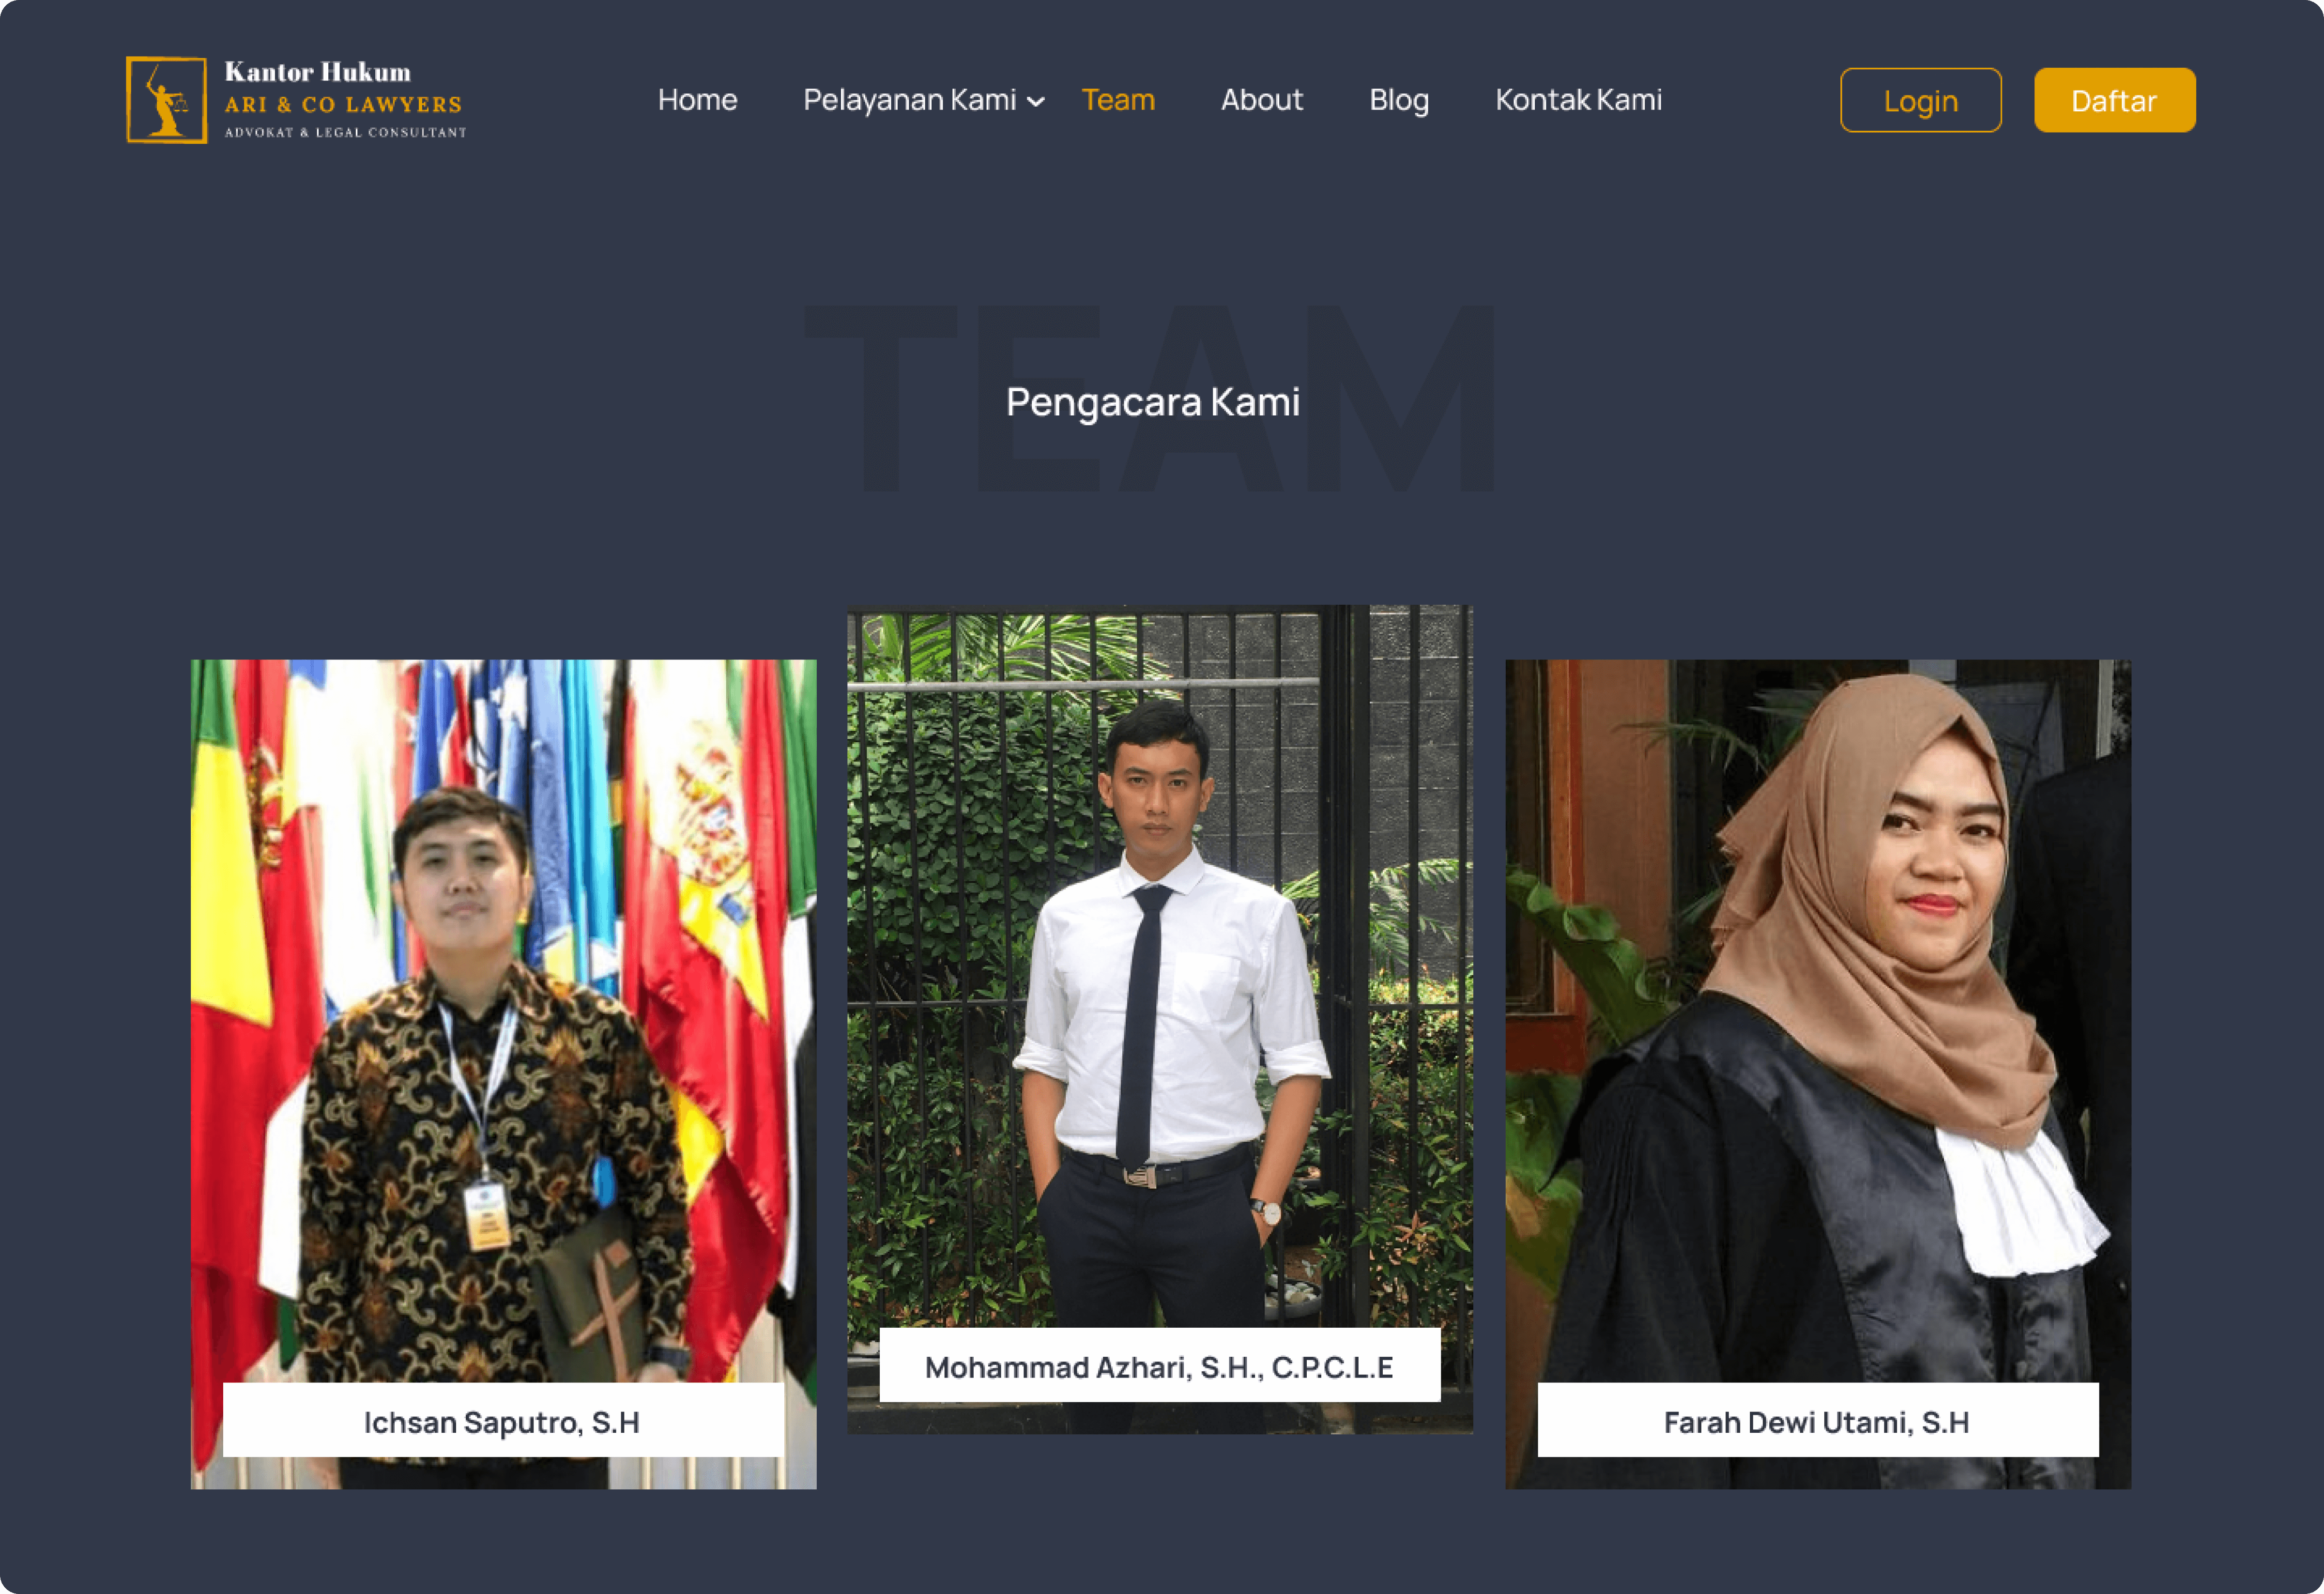 Kantor Hukum
ARI & CO LAWYERS
ADVOKAT & LEGAL CONSULTANT
Home
Pelayanan Kami
Team
About
Blog
Kontak Kami
Login
Daftar
TEAM
Pengacara Kami
Ichsan Saputro, S.H
Mohammad Azhari, S.H., C.P.C.L.E
Farah Dewi Utami, S.H